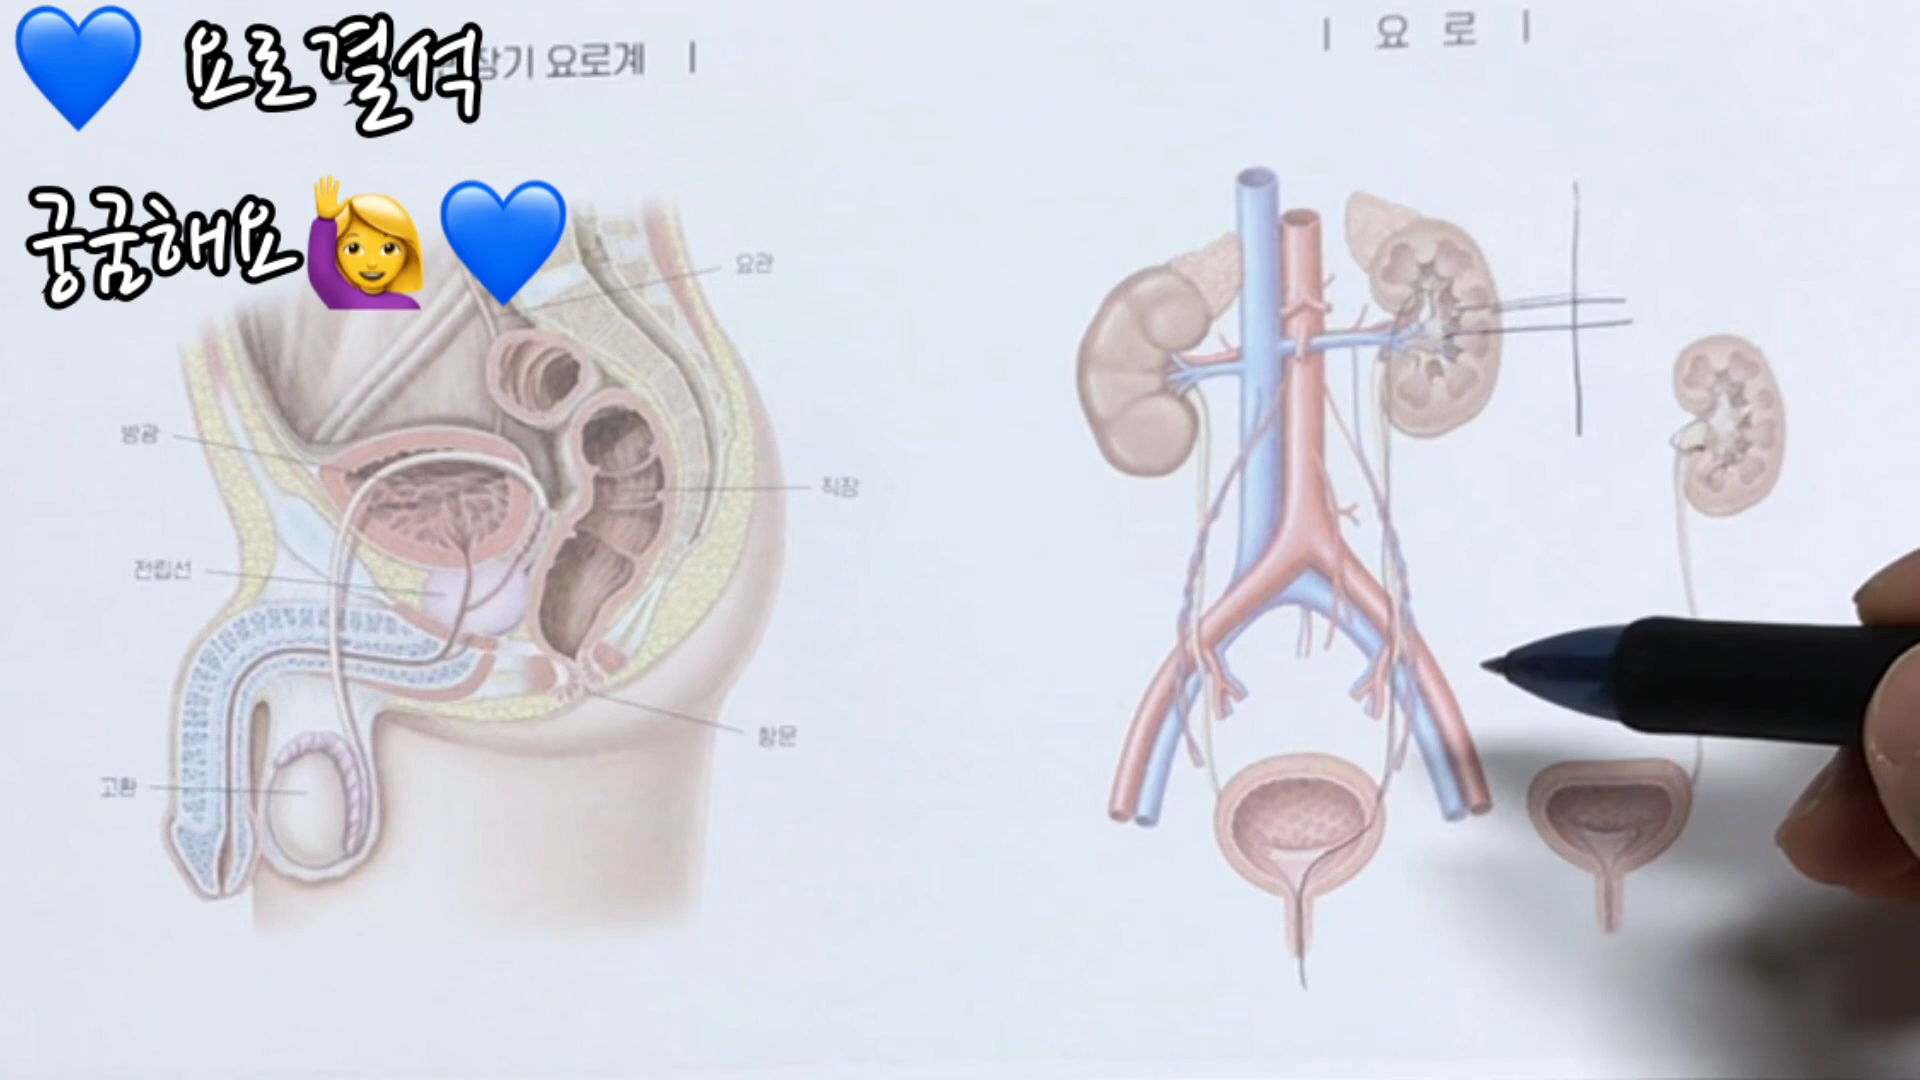 요로결석
궁금해요
장기 요로계 |
| 요 로 |
요관
방광
직장
전립선
항문
고환